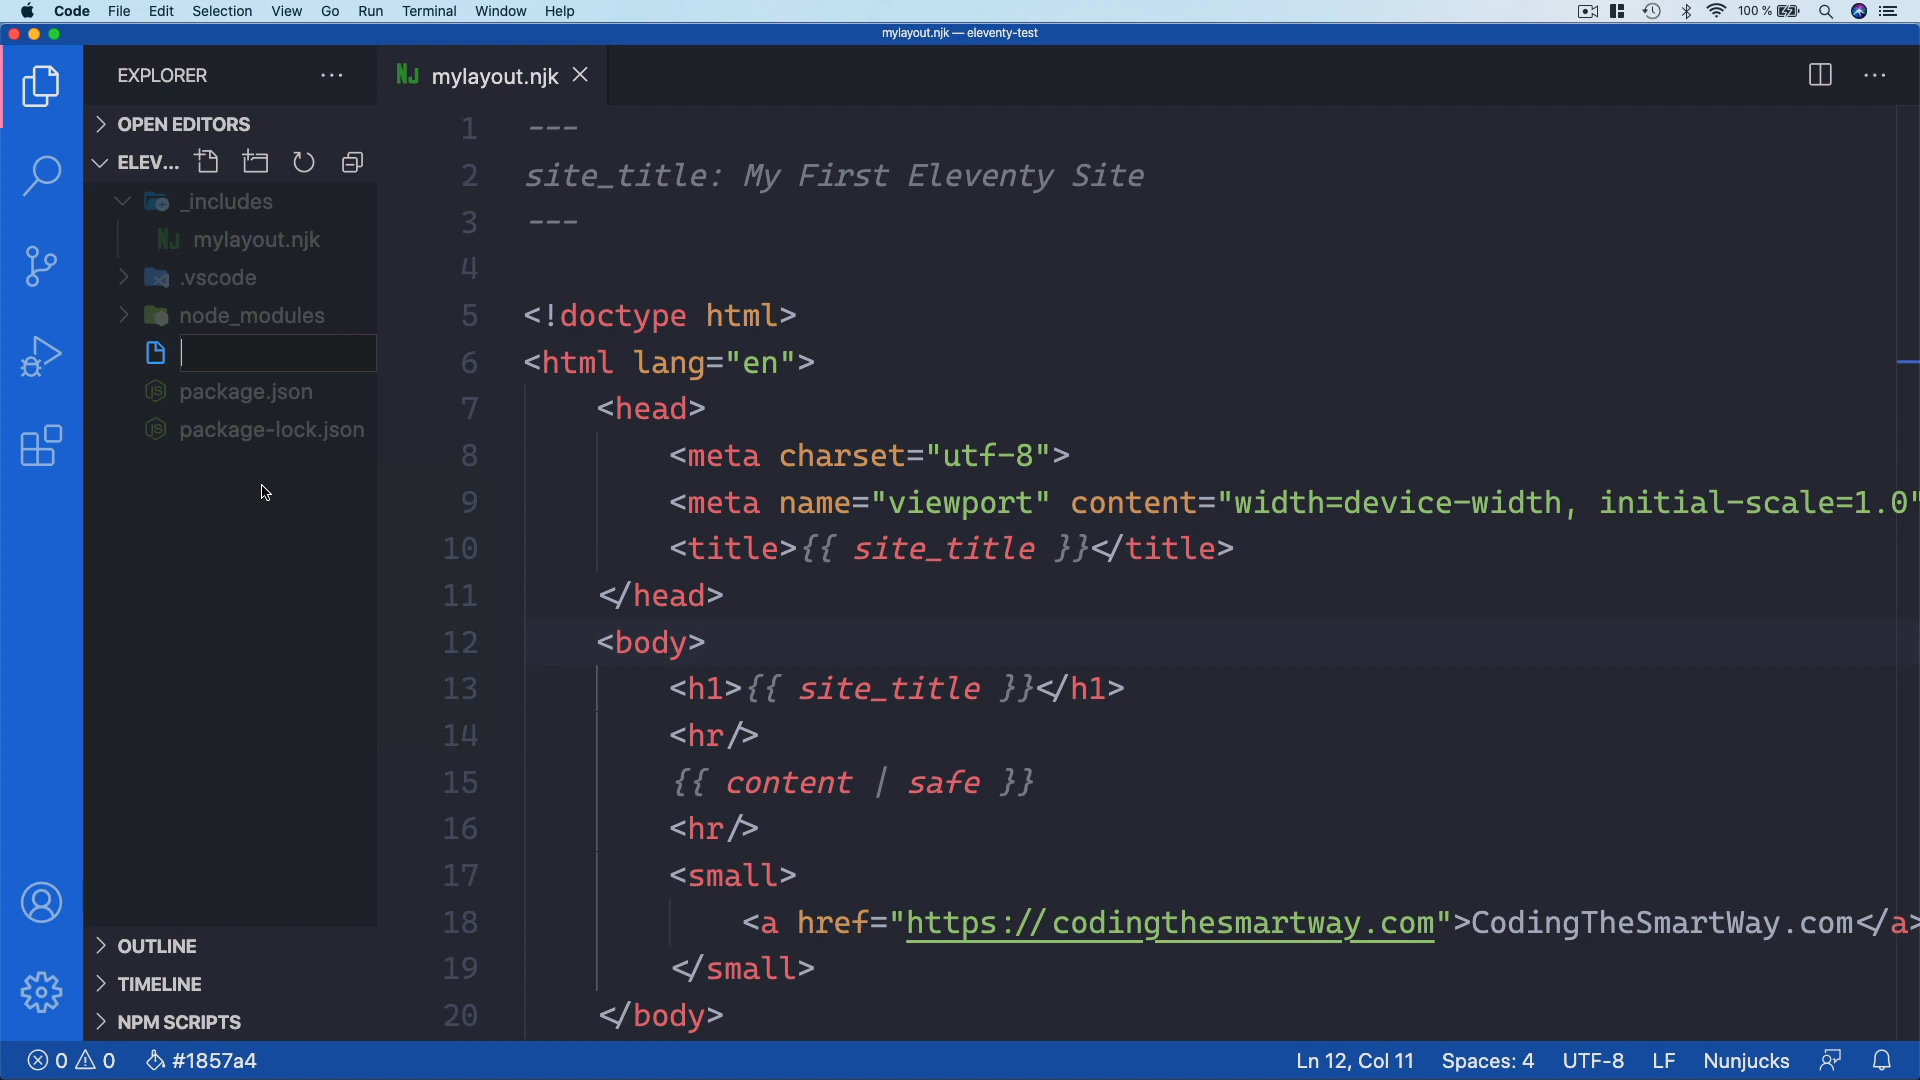 Code File Edit Selection View Go Run Terminal Window Help 100 %
mylayout.njk — eleventy-test
EXPLORER
mylayout.njk
OPEN EDITORS
ELEV...
_includes
mylayout.njk
.vscode
node_modules
package.json
package-lock.json
OUTLINE
TIMELINE
NPM SCRIPTS
1 ---
2 site_title: My First Eleventy Site
3 ---
4
5 <!doctype html>
6 <html lang="en">
7 <head>
8 <meta charset="utf-8">
9 <meta name="viewport" content="width=device-width, initial-scale=1.0"
10 <title>{{ site_title }}</title>
11 </head>
12 <body>
13 <h1>{{ site_title }}</h1>
14 <hr/>
15 {{ content | safe }}
16 <hr/>
17 <small>
18 <a href="https://codingthesmartway.com">CodingTheSmartWay.com</a>
19 </small>
20 </body>
0 0 #1857a4 Ln 12, Col 11 Spaces: 4 UTF-8 LF Nunjucks